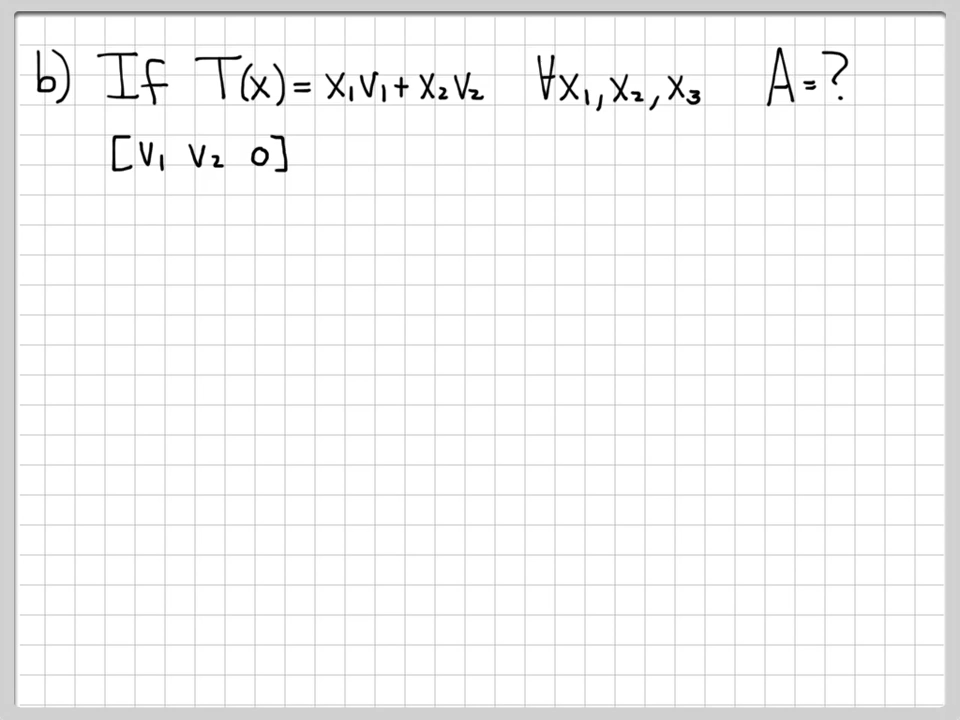 b) If T(x) = x₁v₁ + x₂v₂ ∀x₁, x₂, x₃ A = ?
[v₁ v₂ 0]